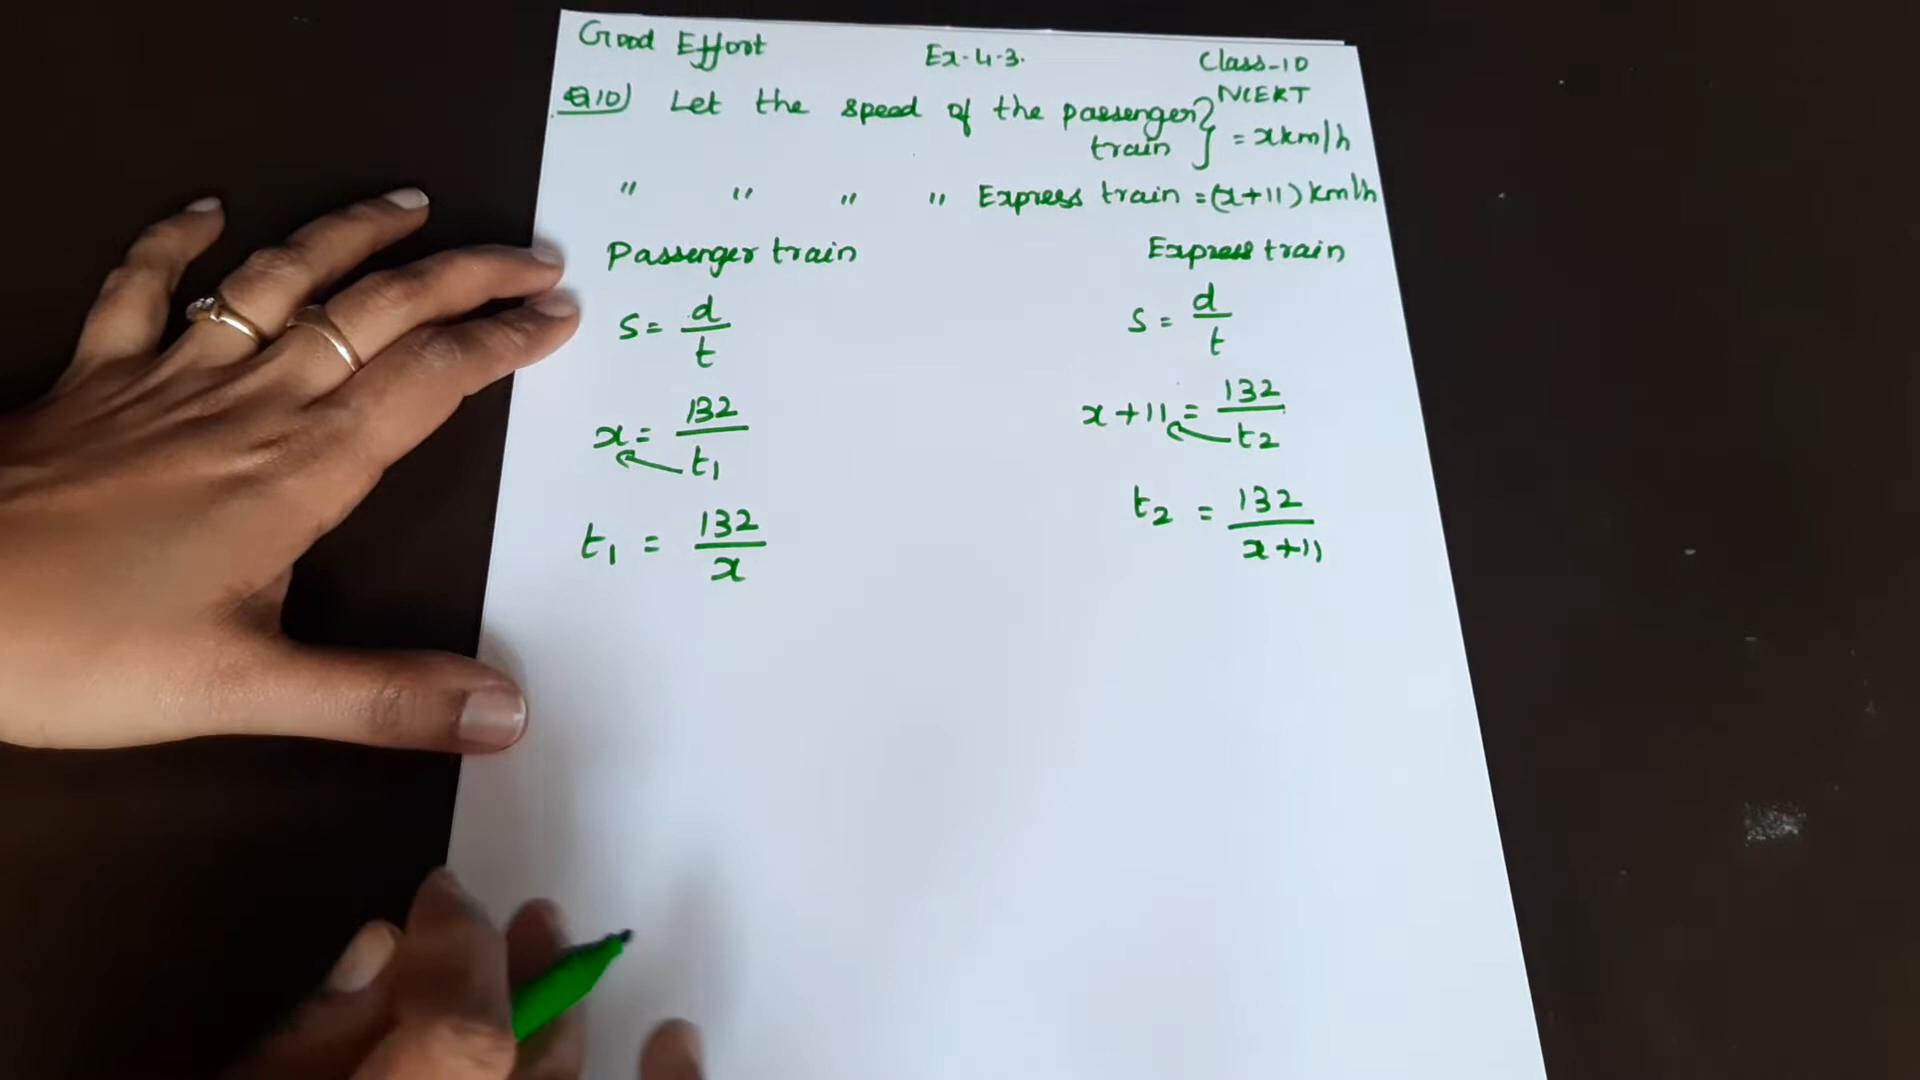 Good Effort Ex-4-3. Class-10
NCERT
Q10) Let the speed of the passenger
train } = x km/h
" " " " Express train = (x+11) km/h
Passenger train Express train
S = d/t S = d/t
x = 132/t₁ x+11 = 132/t₂
t₁ = 132/x t₂ = 132/x+11